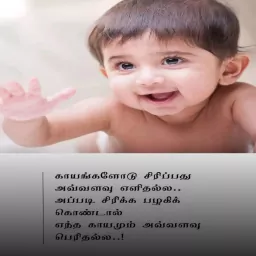 காயங்களோடு சிரிப்பது
அவ்வளவு எளிதல்ல..
அப்படி சிரிக்க பழகிக்
கொண்டால்
எந்த காயமும் அவ்வளவு
பெரிதல்ல..!